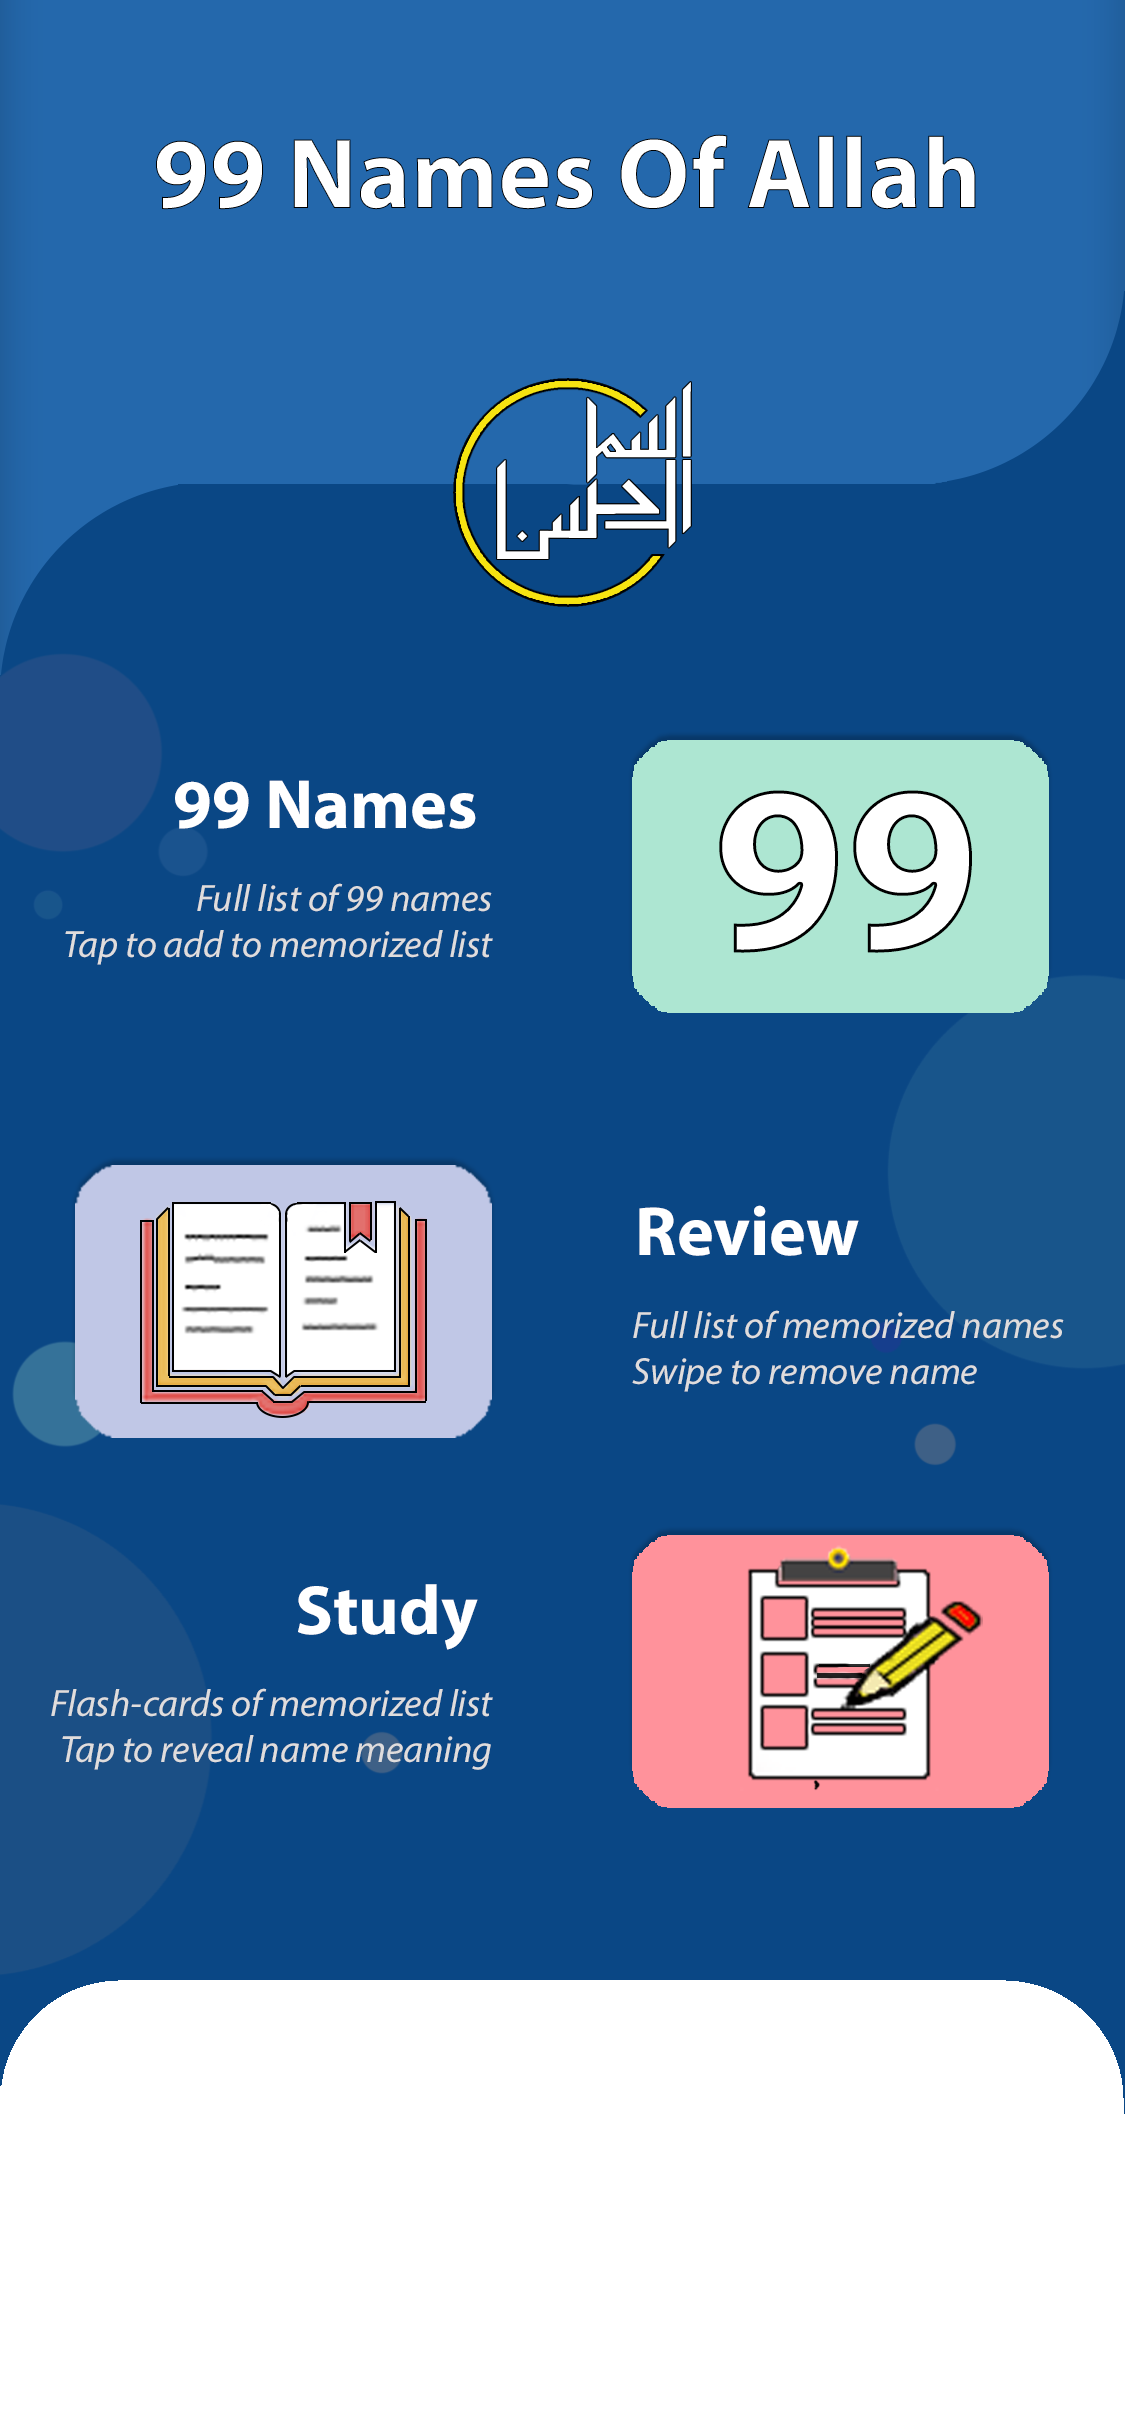 99 Names Of Allah
السما
الحسن
99 Names
Full list of 99 names
Tap to add to memorized list
99
Review
Full list of memorized names
Swipe to remove name
Study
Flash-cards of memorized list
Tap to reveal name meaning